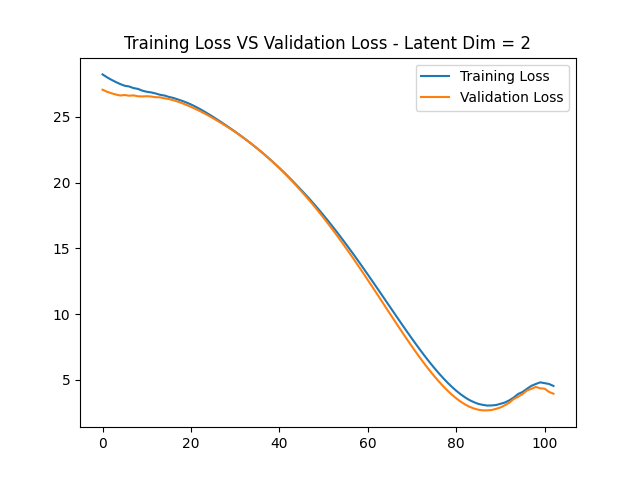 Training Loss VS Validation Loss - Latent Dim = 2
Training Loss
Validation Loss
25
20
15
10
5
0 20 40 60 80 100